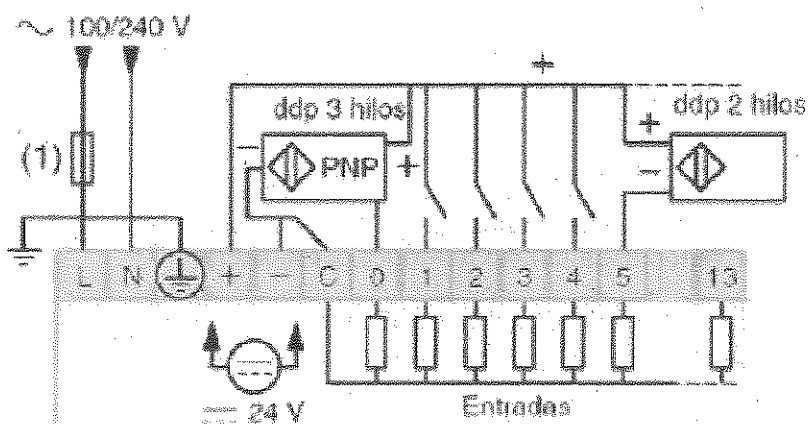 ~ 100/240 V
+
ddp 3 hilos
ddp 2 hilos
(1)
− PNP +
+
−
L N + − C 0 1 2 3 4 5 13
24 V
Entradas